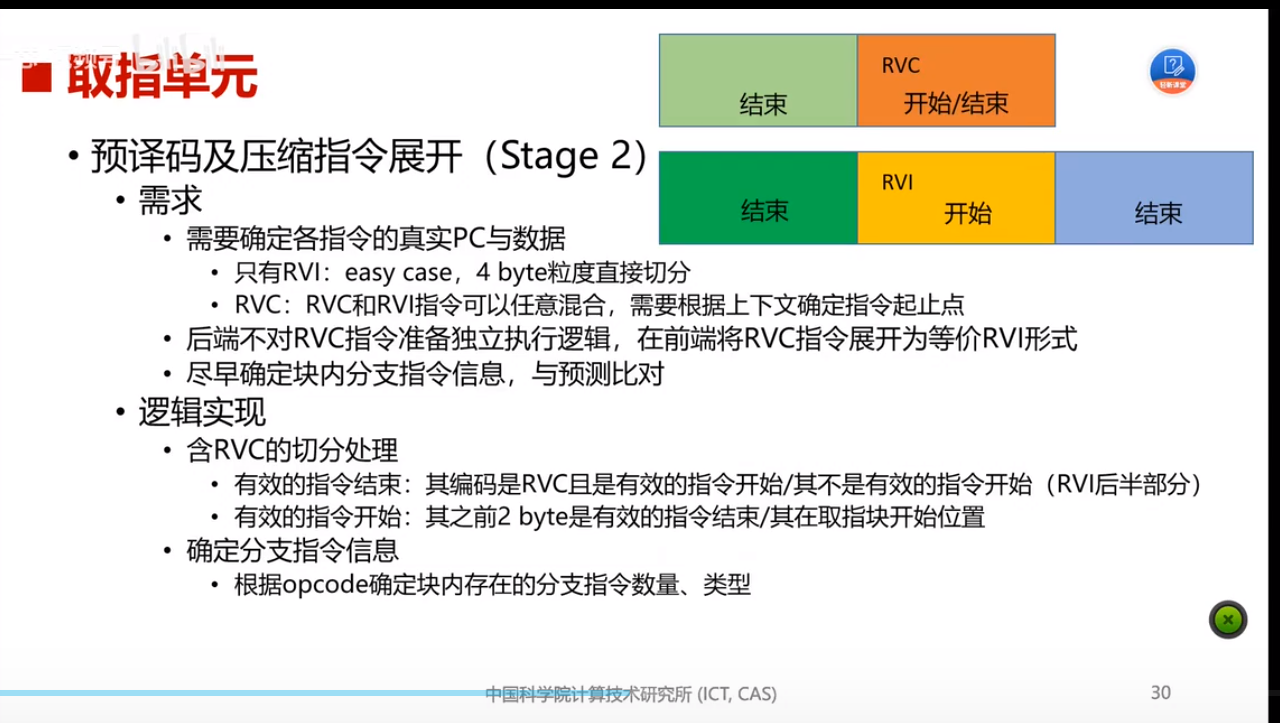 取指单元
RVC
结束
开始/结束
RVI
结束
开始
结束
轻新课堂
• 预译码及压缩指令展开（Stage 2）
• 需求
• 需要确定各指令的真实PC与数据
• 只有RVI：easy case，4 byte粒度直接切分
• RVC：RVC和RVI指令可以任意混合，需要根据上下文确定指令起止点
• 后端不对RVC指令准备独立执行逻辑，在前端将RVC指令展开为等价RVI形式
• 尽早确定块内分支指令信息，与预测比对
• 逻辑实现
• 含RVC的切分处理
• 有效的指令结束：其编码是RVC且是有效的指令开始/其不是有效的指令开始（RVI后半部分）
• 有效的指令开始：其之前2 byte是有效的指令结束/其在取指块开始位置
• 确定分支指令信息
• 根据opcode确定块内存在的分支指令数量、类型
中国科学院计算技术研究所 (ICT, CAS)
30